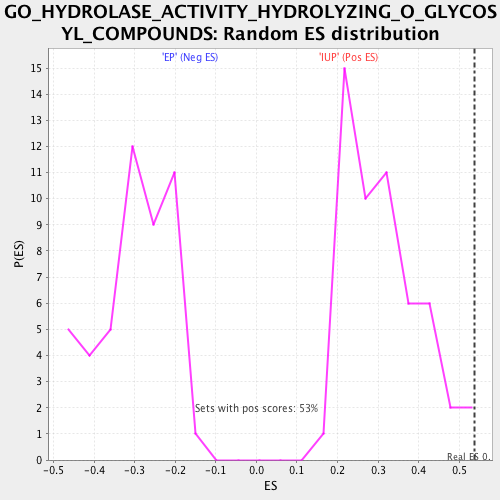 GO_HYDROLASE_ACTIVITY_HYDROLYZING_O_GLYCOS
YL_COMPOUNDS: Random ES distribution
'EP' (Neg ES) 'IUP' (Pos ES)
15
14
13
12
11
10
9
8
7
6
5
4
3
2
1
0
P(ES)
Sets with pos scores: 53%
Real ES 0.
-0.5 -0.4 -0.3 -0.2 -0.1 0.0 0.1 0.2 0.3 0.4 0.5
ES